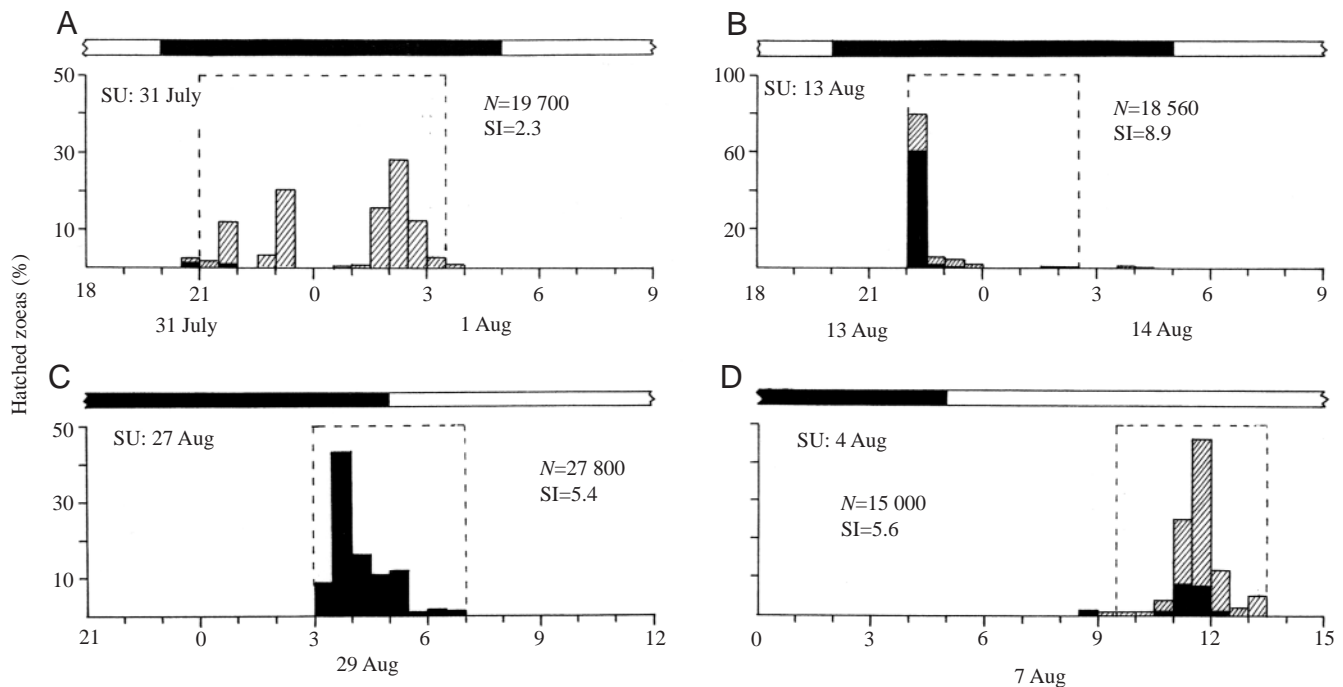 A
B
50
30
10
SU: 31 July
N=19 700
SI=2.3
18 21 0 3 6 9
31 July 1 Aug
100
60
20
SU: 13 Aug
N=18 560
SI=8.9
18 21 0 3 6 9
13 Aug 14 Aug
Hatched zoeas (%)
C
D
50
30
10
SU: 27 Aug
N=27 800
SI=5.4
21 0 3 6 9 12
29 Aug
SU: 4 Aug
N=15 000
SI=5.6
0 3 6 9 12 15
7 Aug